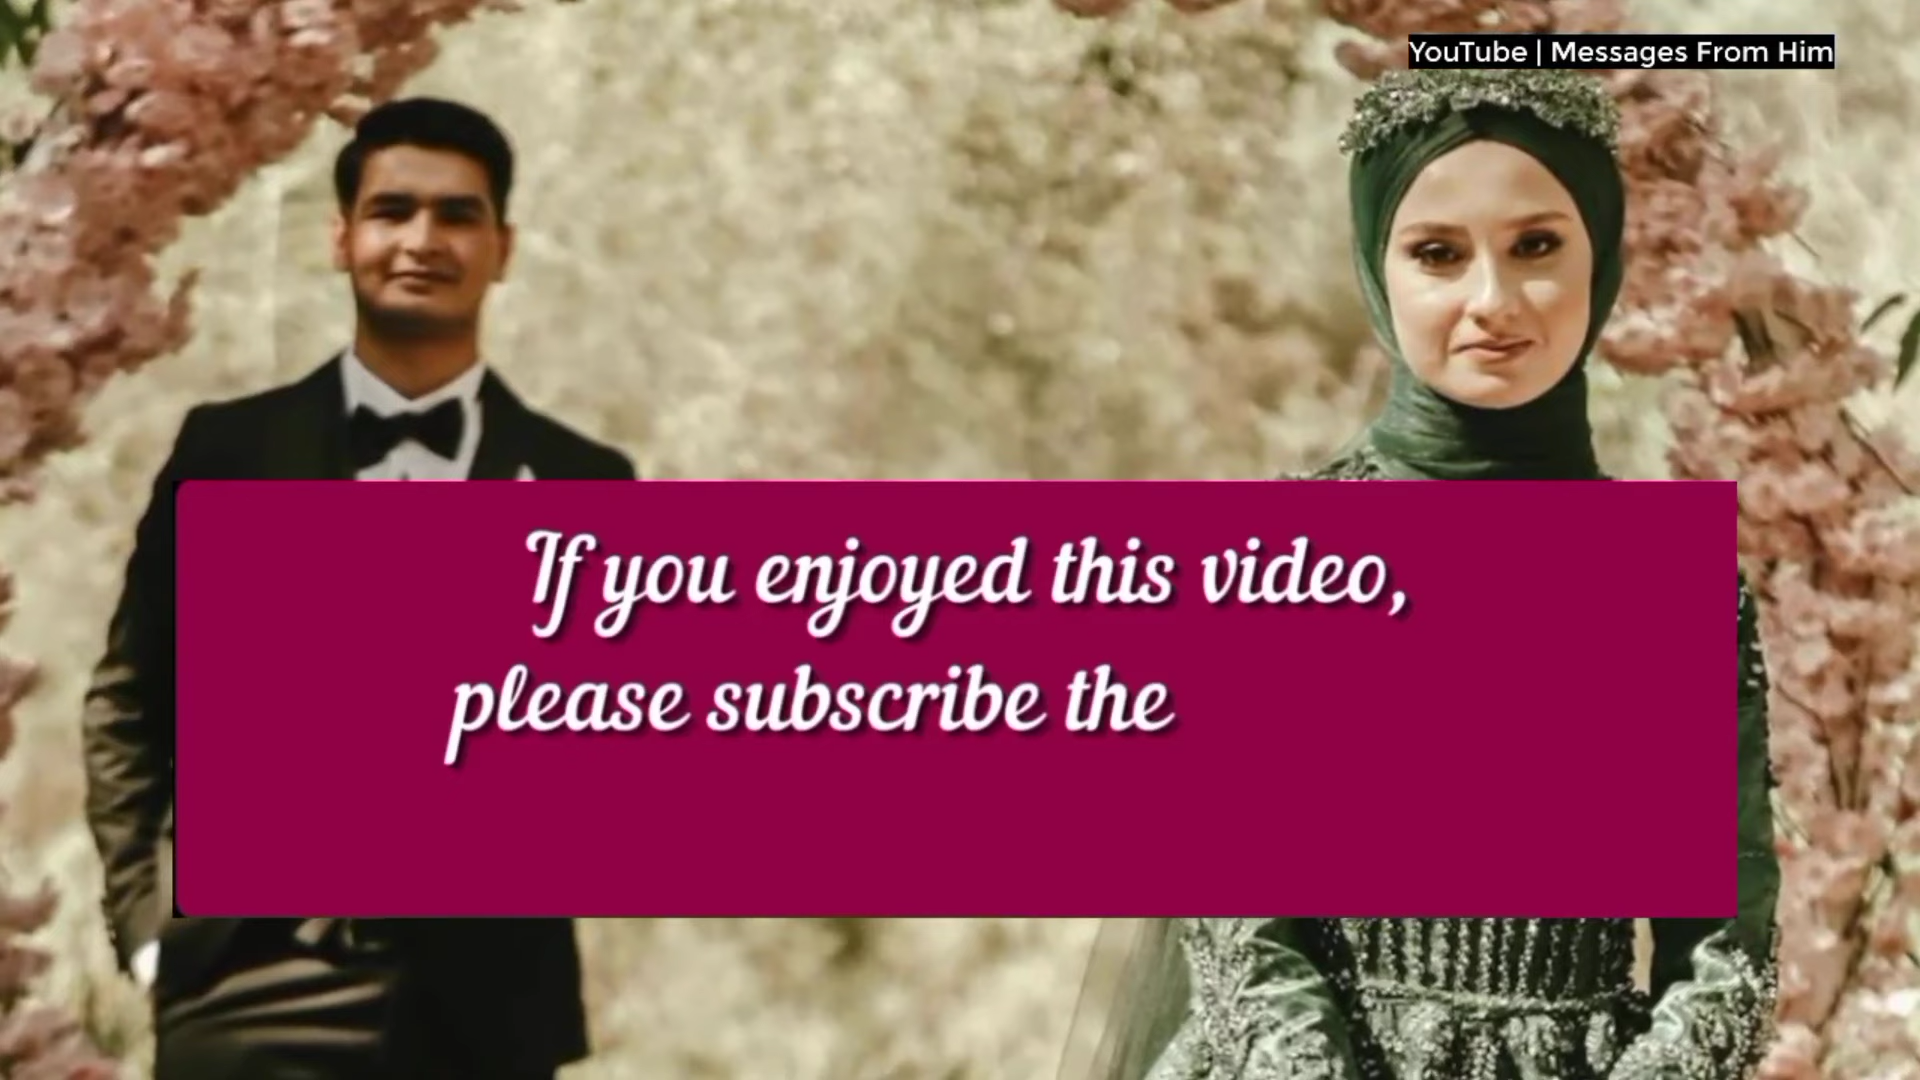 YouTube | Messages From Him
If you enjoyed this video,
please subscribe the